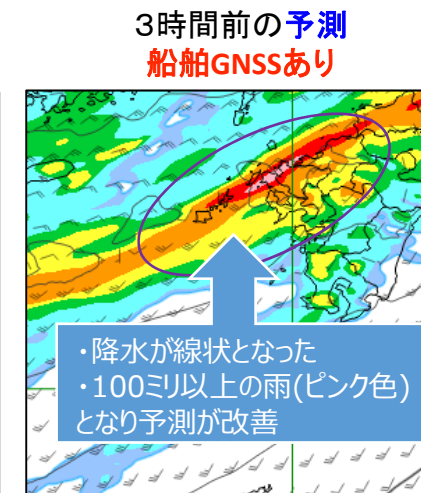 3時間前の予測
船舶GNSSあり
・降水が線状となった
・100ミリ以上の雨(ピンク色)
となり予測が改善